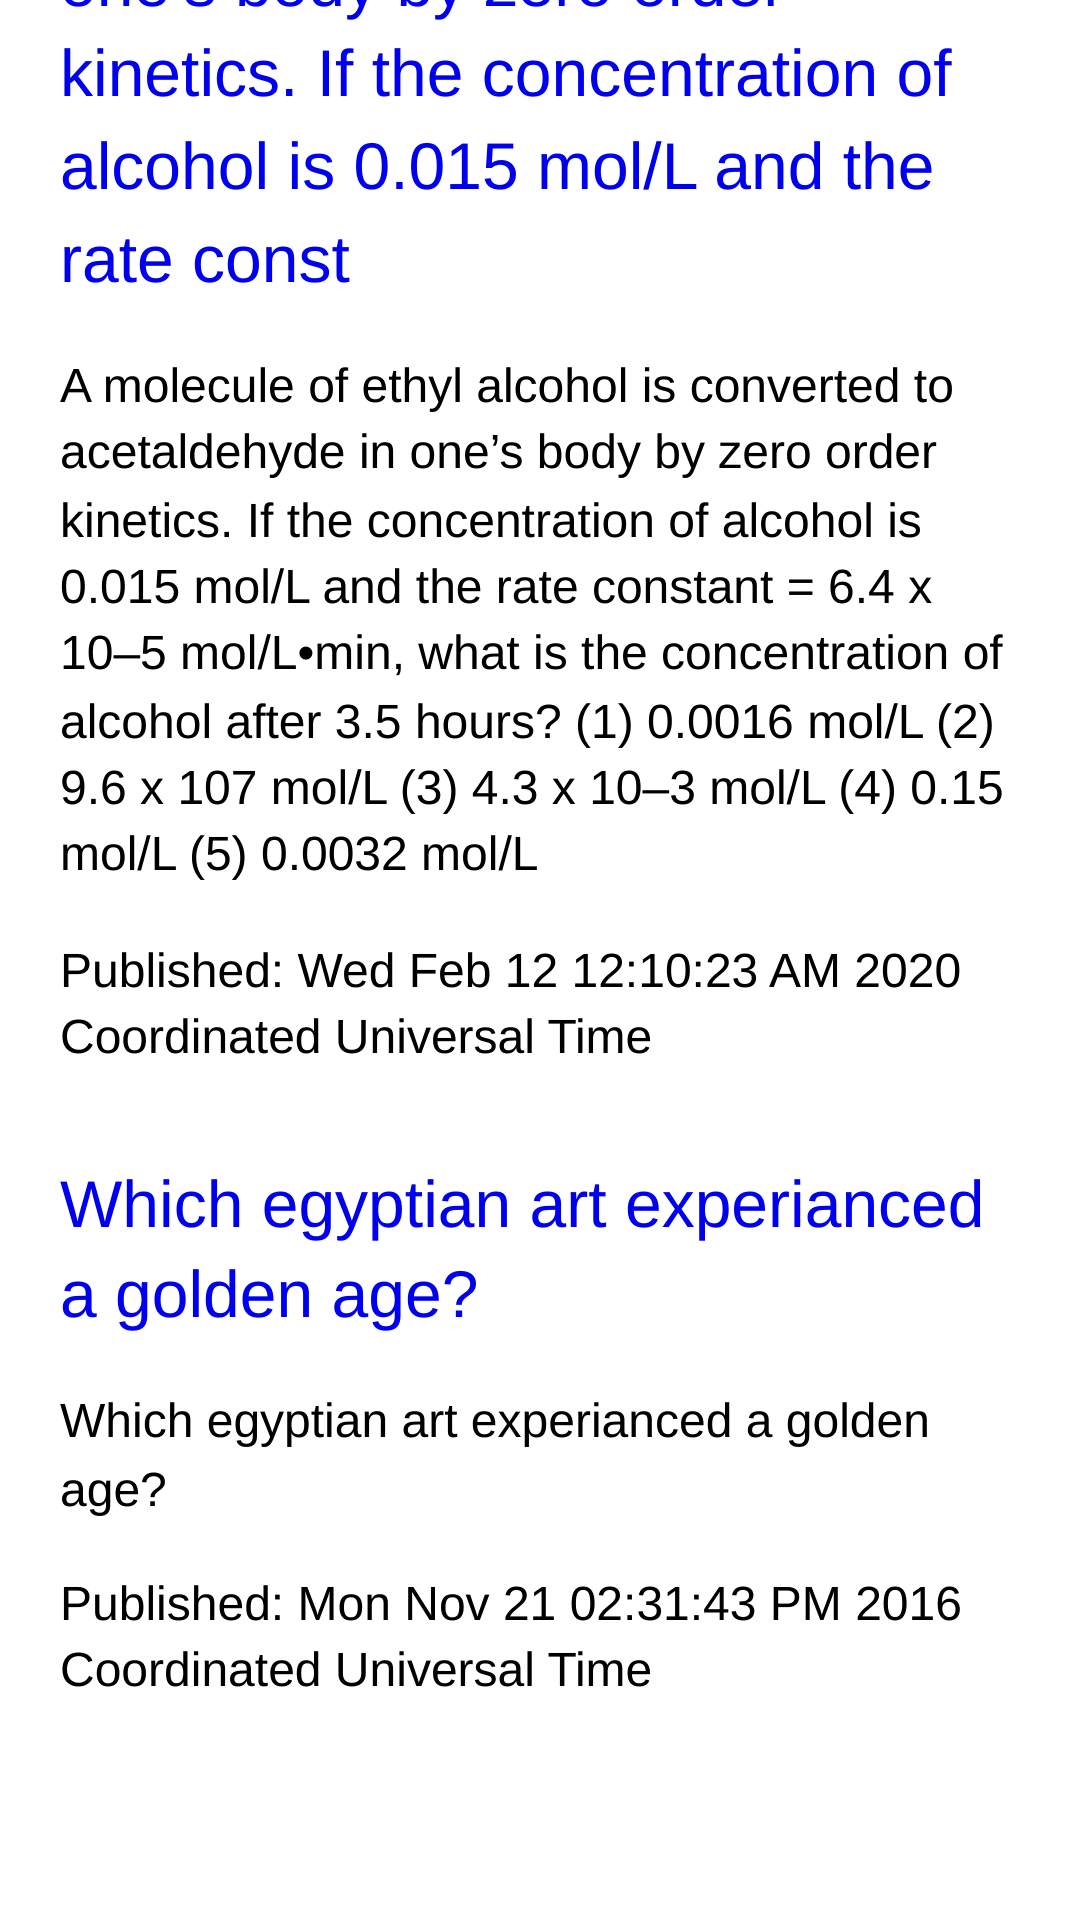 one's body by zero order
kinetics. If the concentration of
alcohol is 0.015 mol/L and the
rate const
A molecule of ethyl alcohol is converted to
acetaldehyde in one’s body by zero order
kinetics. If the concentration of alcohol is
0.015 mol/L and the rate constant = 6.4 x
10–5 mol/L•min, what is the concentration of
alcohol after 3.5 hours? (1) 0.0016 mol/L (2)
9.6 x 107 mol/L (3) 4.3 x 10–3 mol/L (4) 0.15
mol/L (5) 0.0032 mol/L
Published: Wed Feb 12 12:10:23 AM 2020
Coordinated Universal Time
Which egyptian art experianced
a golden age?
Which egyptian art experianced a golden
age?
Published: Mon Nov 21 02:31:43 PM 2016
Coordinated Universal Time